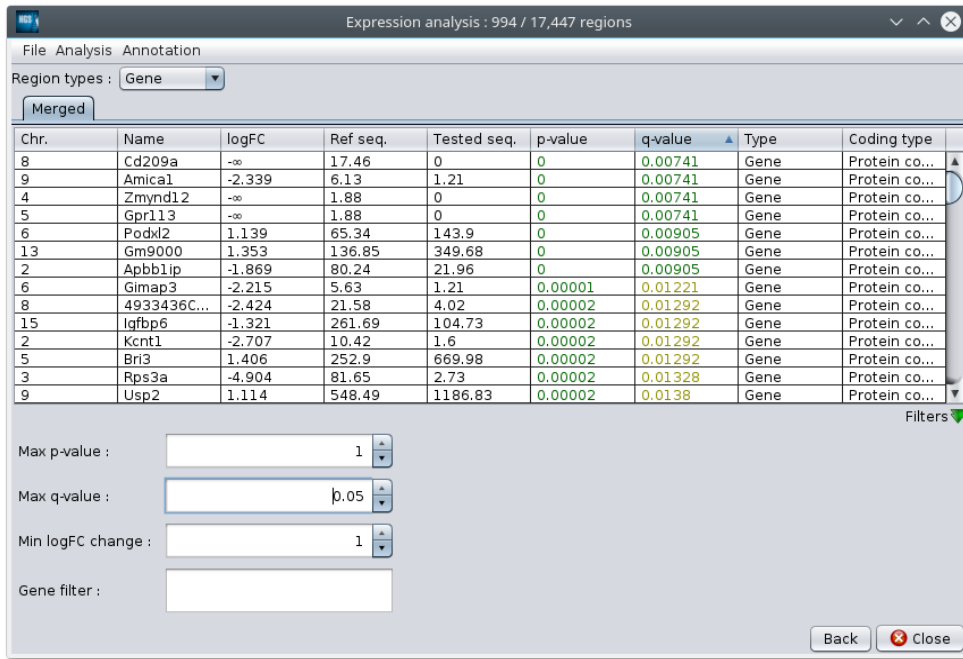 NGS
Expression analysis : 994 / 17,447 regions
File Analysis Annotation
Region types : Gene
Merged
Chr. Name logFC Ref seq. Tested seq. p-value q-value Type Coding type
8 Cd209a -∞ 17.46 0 0 0.00741 Gene Protein co...
9 Amica1 -2.339 6.13 1.21 0 0.00741 Gene Protein co...
4 Zmynd12 -∞ 1.88 0 0 0.00741 Gene Protein co...
5 Gpr113 -∞ 1.88 0 0 0.00741 Gene Protein co...
6 Podxl2 1.139 65.34 143.9 0 0.00905 Gene Protein co...
13 Gm9000 1.353 136.85 349.68 0 0.00905 Gene Protein co...
2 Apbb1ip -1.869 80.24 21.96 0 0.00905 Gene Protein co...
6 Gimap3 -2.215 5.63 1.21 0.00001 0.01221 Gene Protein co...
8 4933436C... -2.424 21.58 4.02 0.00002 0.01292 Gene Protein co...
15 Igfbp6 -1.321 261.69 104.73 0.00002 0.01292 Gene Protein co...
2 Kcnt1 -2.707 10.42 1.6 0.00002 0.01292 Gene Protein co...
5 Bri3 1.406 252.9 669.98 0.00002 0.01292 Gene Protein co...
3 Rps3a -4.904 81.65 2.73 0.00002 0.01328 Gene Protein co...
9 Usp2 1.114 548.49 1186.83 0.00002 0.0138 Gene Protein co...
Filters
Max p-value : 1
Max q-value : 0.05
Min logFC change : 1
Gene filter :
Back Close